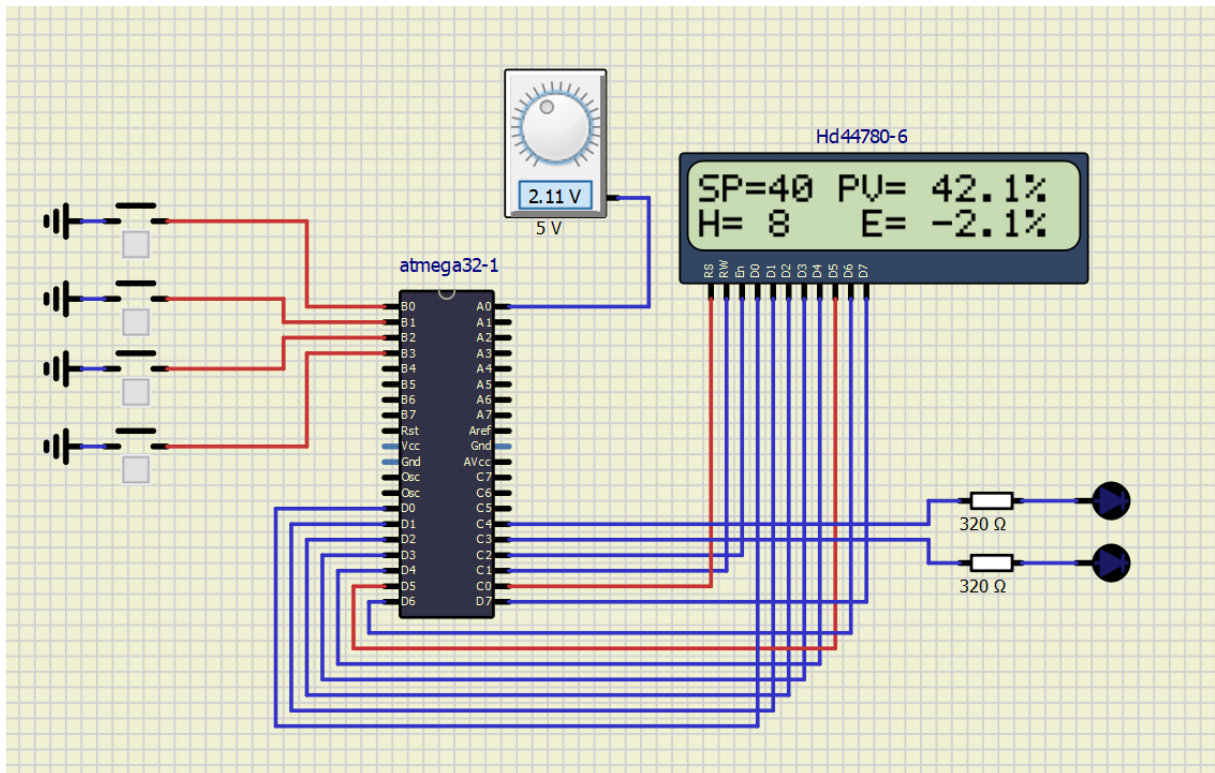 Hd44780-6
SP=40 PV= 42.1%
H= 8 E= -2.1%
RS RW En D0 D1 D2 D3 D4 D5 D6 D7
2.11 V
5 V
atmega32-1
B0 A0
B1 A1
B2 A2
B3 A3
B4 A4
B5 A5
B6 A6
B7 A7
Rst Aref
Vcc Gnd
Gnd AVcc
Osc C7
Osc C6
D0 C5
D1 C4
D2 C3
D3 C2
D4 C1
D5 C0
D6 D7
320 Ω
320 Ω